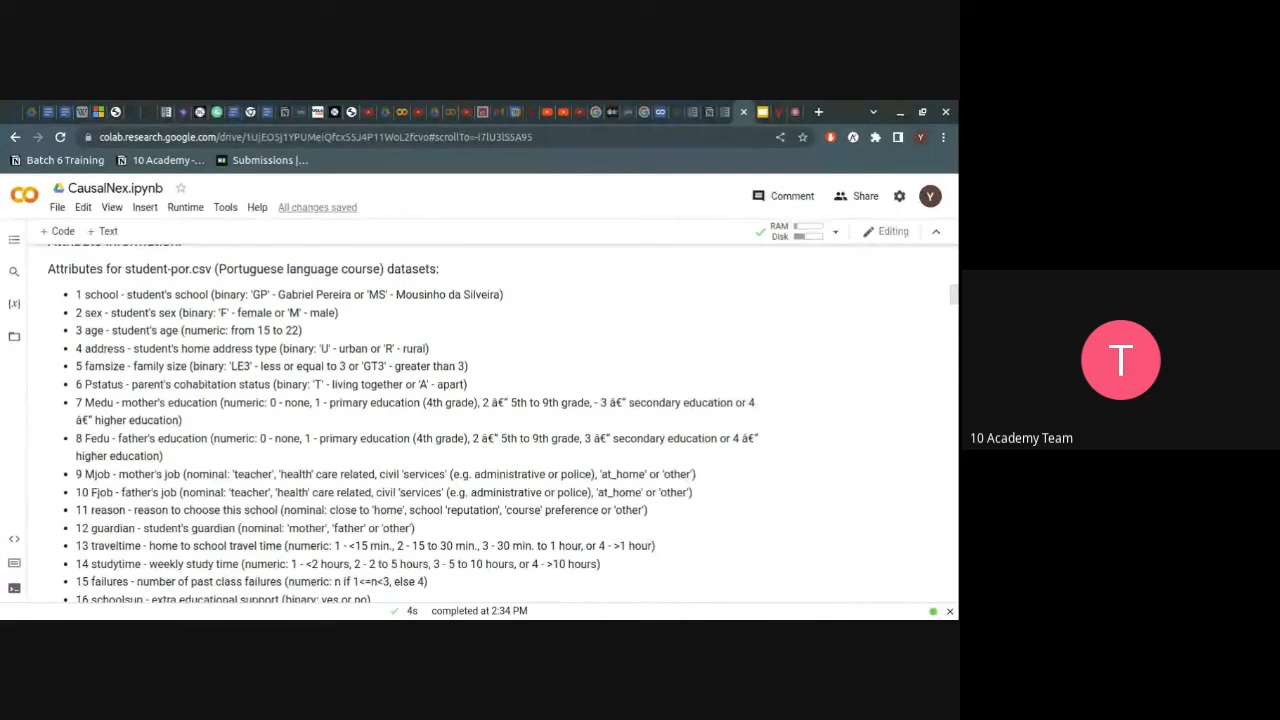 colab.research.google.com/drive/1UjEOSj1YPUMeiQfcx5SJ4P11WoL2fcvo#scrollTo=-i7lU3lSSA95
Batch 6 Training
10 Academy -...
Submissions |...
CausalNex.ipynb
Comment
Share
Y
File Edit View Insert Runtime Tools Help All changes saved
+ Code + Text
RAM
Disk
Editing
Attribute Information:
Attributes for student-por.csv (Portuguese language course) datasets:
• 1 school - student's school (binary: 'GP' - Gabriel Pereira or 'MS' - Mousinho da Silveira)
• 2 sex - student's sex (binary: 'F' - female or 'M' - male)
• 3 age - student's age (numeric: from 15 to 22)
• 4 address - student's home address type (binary: 'U' - urban or 'R' - rural)
• 5 famsize - family size (binary: 'LE3' - less or equal to 3 or 'GT3' - greater than 3)
• 6 Pstatus - parent's cohabitation status (binary: 'T' - living together or 'A' - apart)
• 7 Medu - mother's education (numeric: 0 - none, 1 - primary education (4th grade), 2 â€“ 5th to 9th grade, - 3 â€“ secondary education or 4
â€“ higher education)
• 8 Fedu - father's education (numeric: 0 - none, 1 - primary education (4th grade), 2 â€“ 5th to 9th grade, 3 â€“ secondary education or 4 â€“
higher education)
• 9 Mjob - mother's job (nominal: 'teacher', 'health' care related, civil 'services' (e.g. administrative or police), 'at_home' or 'other')
• 10 Fjob - father's job (nominal: 'teacher', 'health' care related, civil 'services' (e.g. administrative or police), 'at_home' or 'other')
• 11 reason - reason to choose this school (nominal: close to 'home', school 'reputation', 'course' preference or 'other')
• 12 guardian - student's guardian (nominal: 'mother', 'father' or 'other')
• 13 traveltime - home to school travel time (numeric: 1 - <15 min., 2 - 15 to 30 min., 3 - 30 min. to 1 hour, or 4 - >1 hour)
• 14 studytime - weekly study time (numeric: 1 - <2 hours, 2 - 2 to 5 hours, 3 - 5 to 10 hours, or 4 - >10 hours)
• 15 failures - number of past class failures (numeric: n if 1<=n<3, else 4)
• 16 schoolsup - extra educational support (binary: yes or no)
4s completed at 2:34 PM
T
10 Academy Team